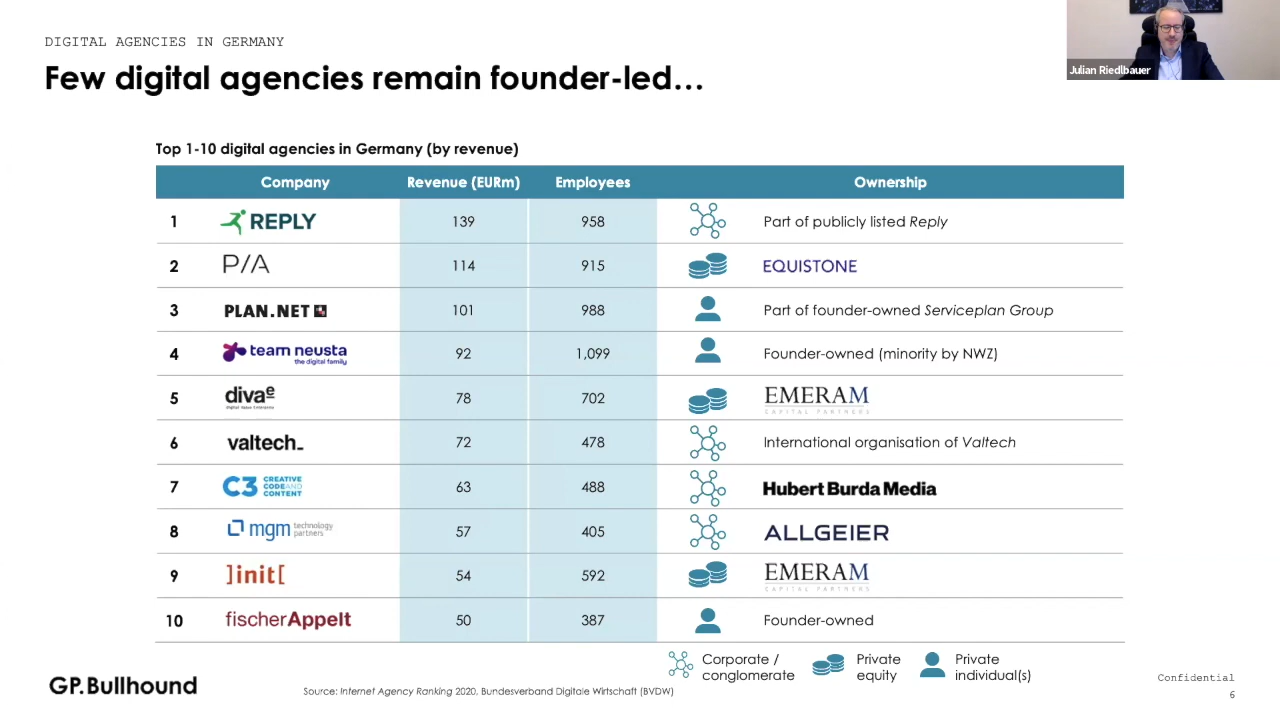 DIGITAL AGENCIES IN GERMANY
Few digital agencies remain founder-led...
Julian Riedlbauer
Top 1-10 digital agencies in Germany (by revenue)
Company Revenue (EURm) Employees Ownership
1 REPLY 139 958 Part of publicly listed Reply
2 P/A 114 915 EQUISTONE
3 PLAN.NET 101 988 Part of founder-owned Serviceplan Group
4 team neusta the digital family 92 1,099 Founder-owned (minority by NWZ)
5 divae digital Value Enterprise 78 702 EMERAM CAPITAL PARTNERS
6 valtech_ 72 478 International organisation of Valtech
7 C3 CREATIVE CODE AND CONTENT 63 488 Hubert Burda Media
8 mgm technology partners 57 405 ALLGEIER
9 ]init[ 54 592 EMERAM CAPITAL PARTNERS
10 fischerAppelt 50 387 Founder-owned
Corporate / conglomerate
Private equity
Private individual(s)
GP.Bullhound
Source: Internet Agency Ranking 2020, Bundesverband Digitale Wirtschaft (BVDW)
Confidential
6